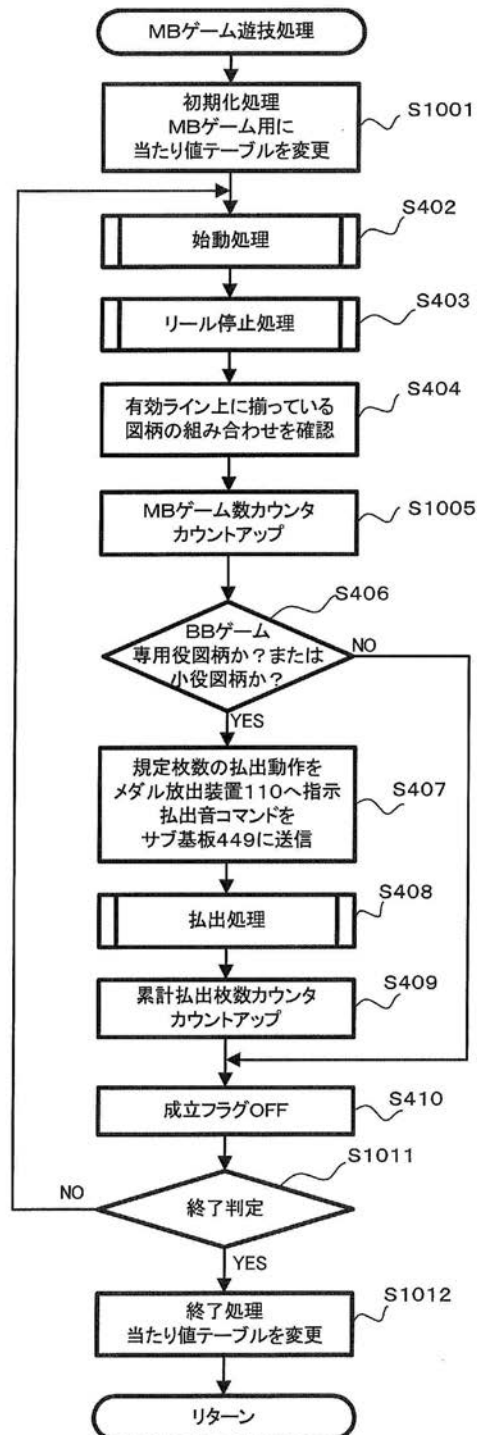 MBゲーム遊技処理
初期化処理
MBゲーム用に
当たり値テーブルを変更
S1001
始動処理
S402
リール停止処理
S403
有効ライン上に揃っている
図柄の組み合わせを確認
S404
MBゲーム数カウンタ
カウントアップ
S1005
BBゲーム
専用役図柄か?または
小役図柄か?
S406
NO
YES
規定枚数の払出動作を
メダル放出装置110へ指示
払出音コマンドを
サブ基板449に送信
S407
払出処理
S408
累計払出枚数カウンタ
カウントアップ
S409
成立フラグOFF
S410
終了判定
S1011
NO
YES
終了処理
当たり値テーブルを変更
S1012
リターン